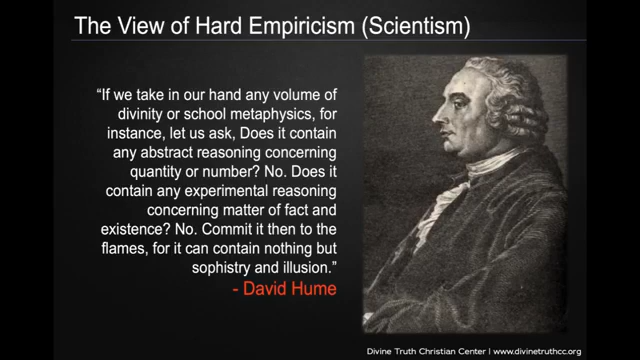 The View of Hard Empiricism (Scientism)
“If we take in our hand any volume of
divinity or school metaphysics, for
instance, let us ask, Does it contain
any abstract reasoning concerning
quantity or number? No. Does it
contain any experimental reasoning
concerning matter of fact and
existence? No. Commit it then to the
flames, for it can contain nothing but
sophistry and illusion.”
- David Hume
Divine Truth Christian Center | www.divinetruthcc.org